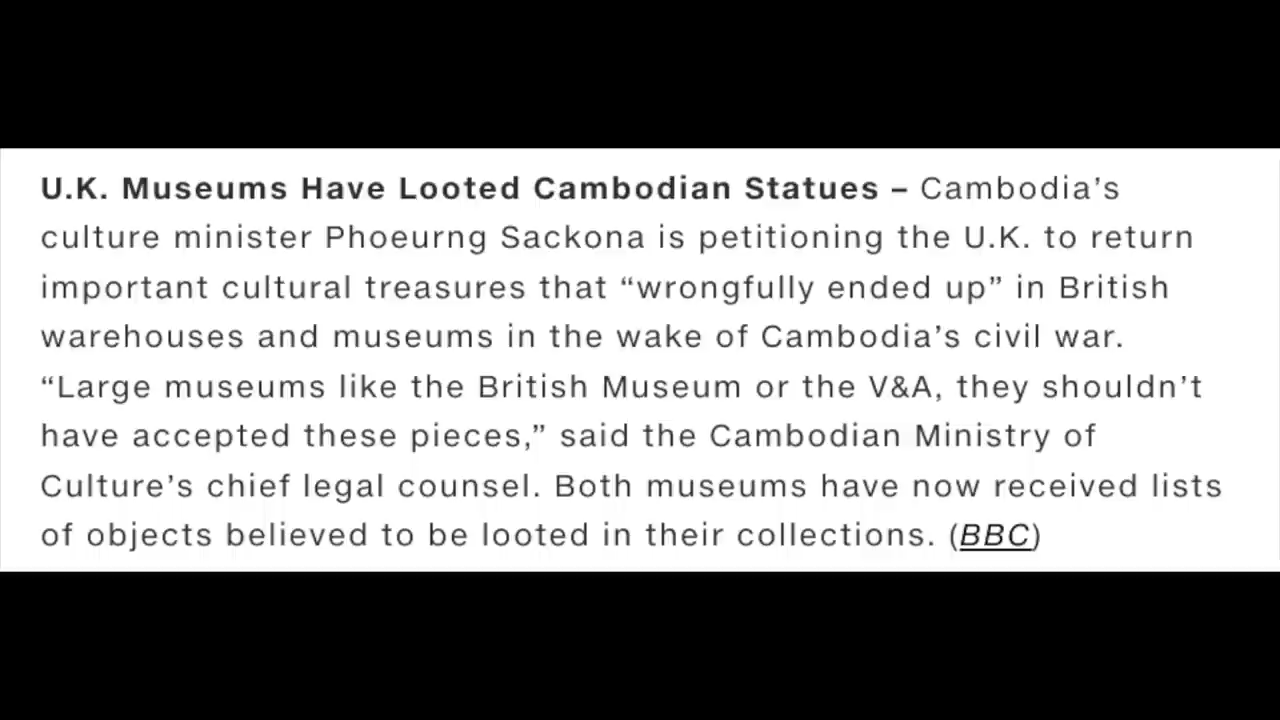 U.K. Museums Have Looted Cambodian Statues – Cambodia’s
culture minister Phoeurng Sackona is petitioning the U.K. to return
important cultural treasures that “wrongfully ended up” in British
warehouses and museums in the wake of Cambodia’s civil war.
“Large museums like the British Museum or the V&A, they shouldn’t
have accepted these pieces,” said the Cambodian Ministry of
Culture’s chief legal counsel. Both museums have now received lists
of objects believed to be looted in their collections. (BBC)